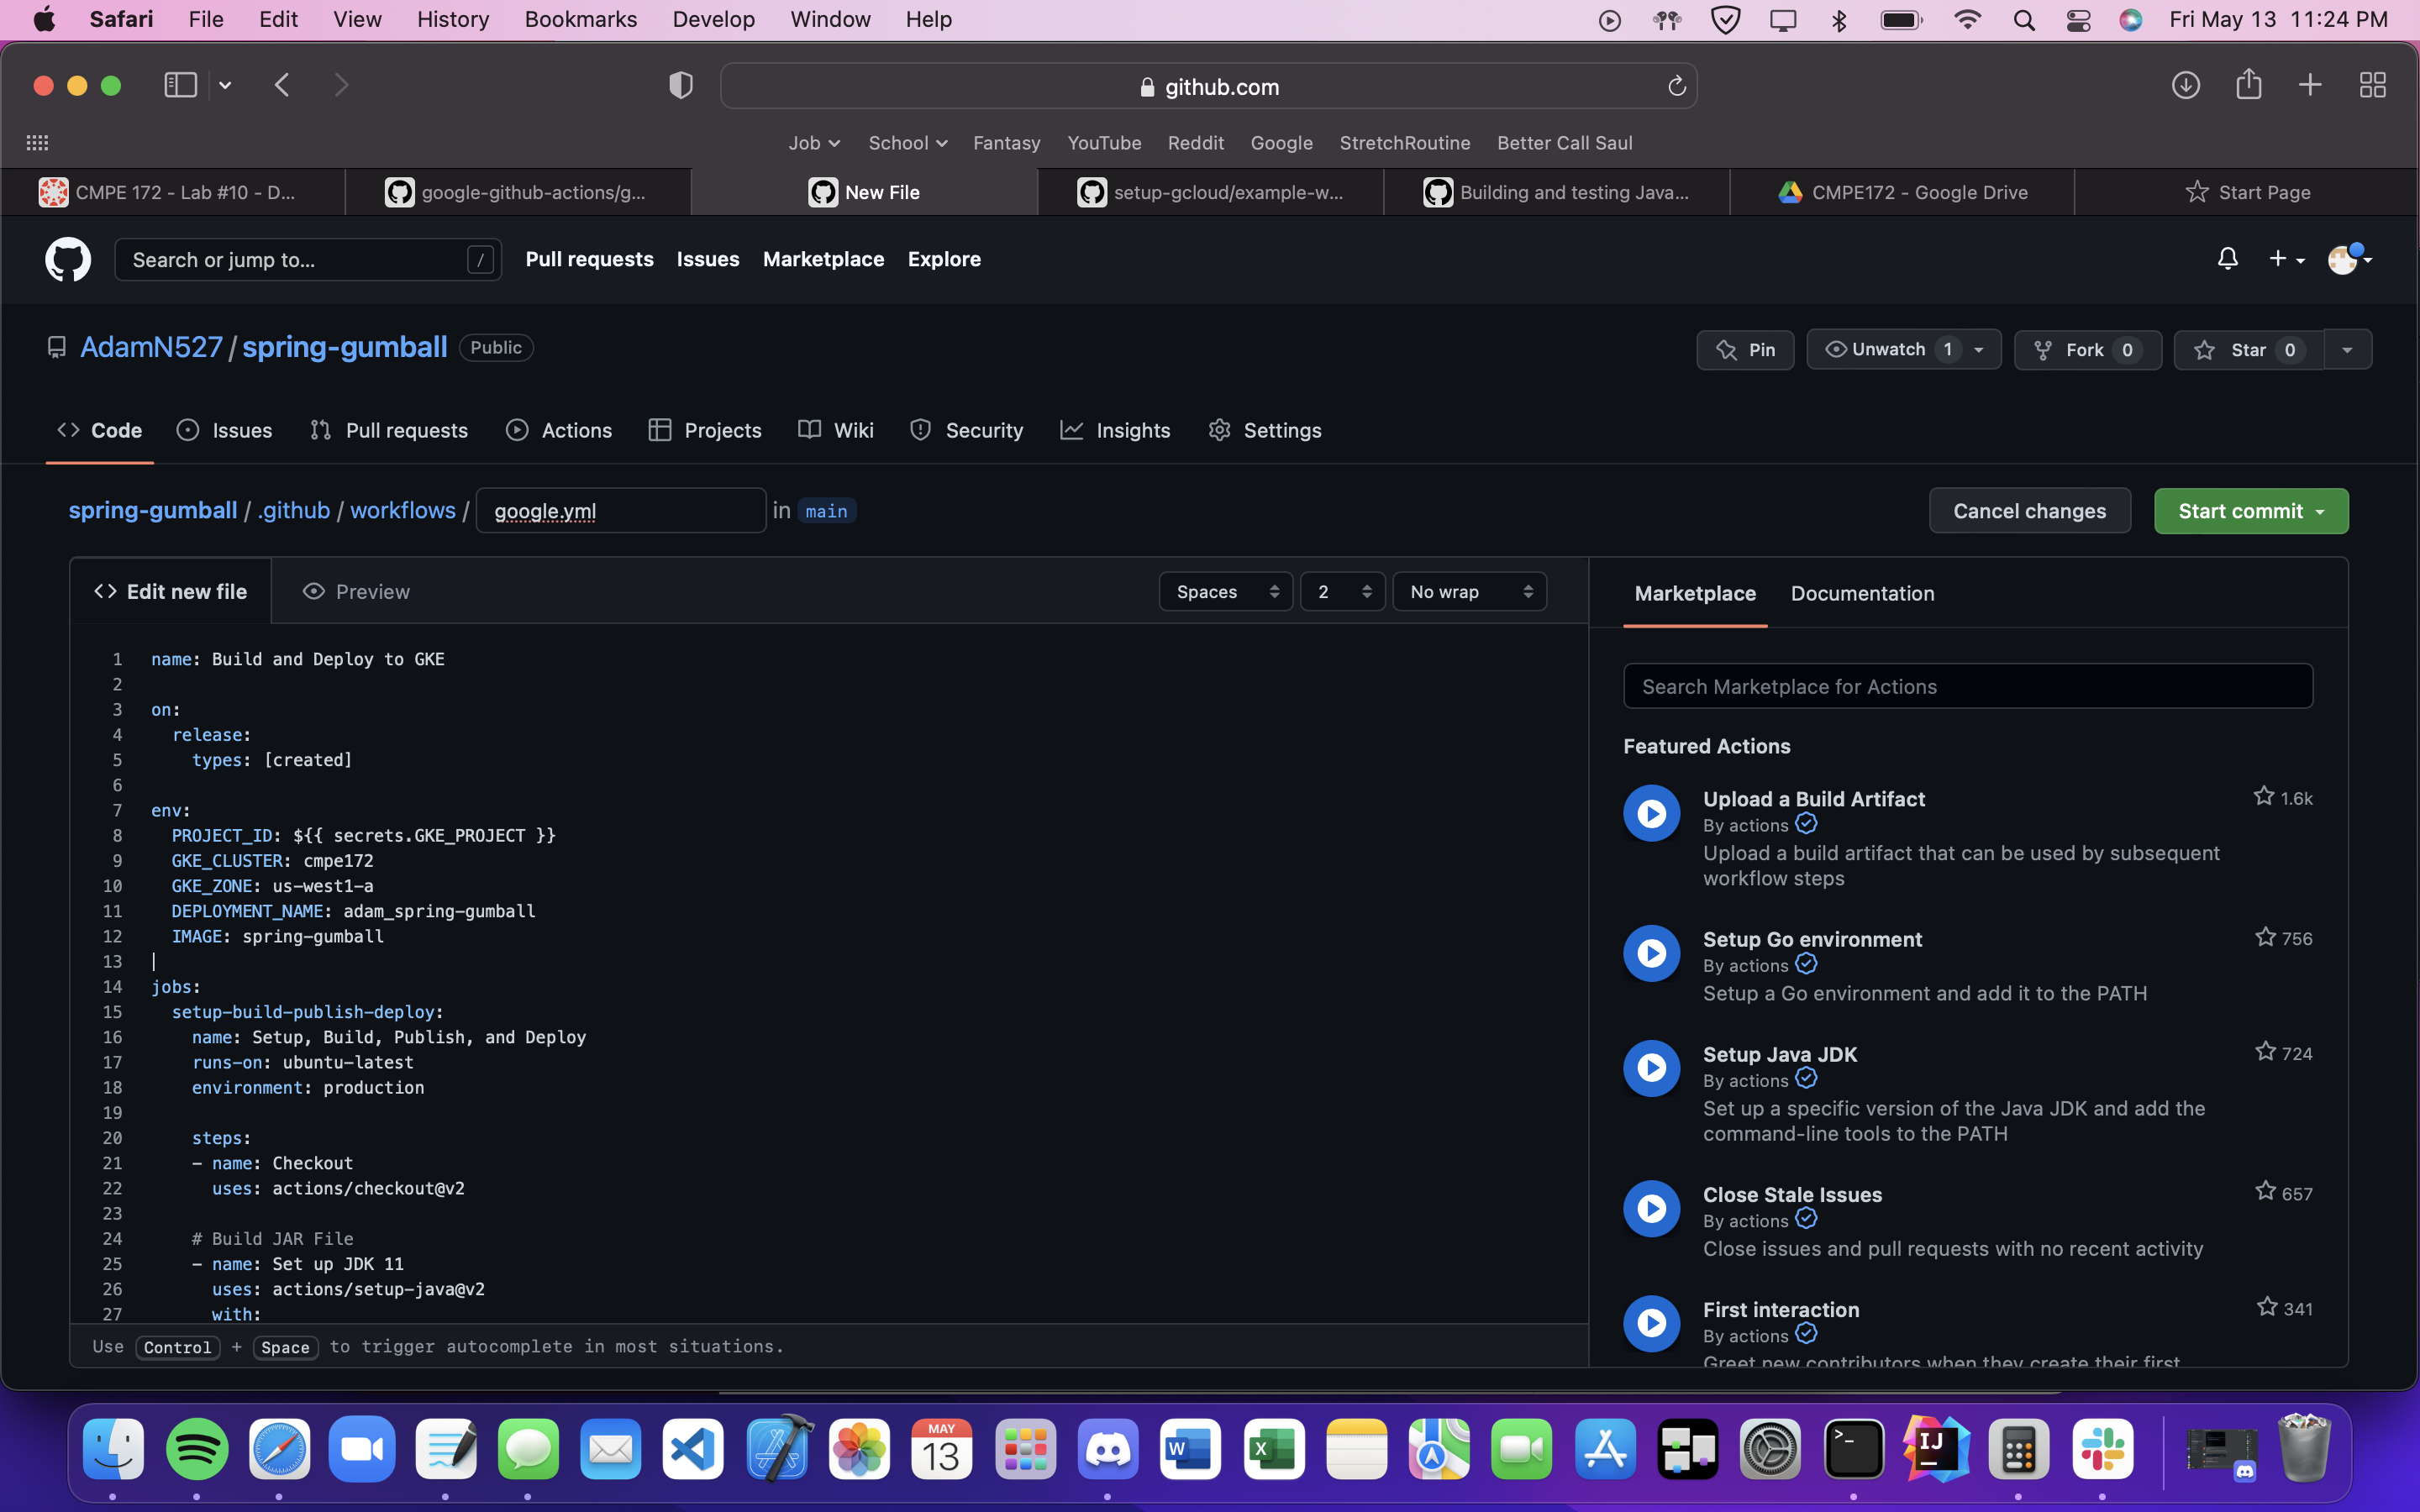 Safari File Edit View History Bookmarks Develop Window Help Fri May 13 11:24 PM
github.com
Job School Fantasy YouTube Reddit Google StretchRoutine Better Call Saul
CMPE 172 - Lab #10 - D... google-github-actions/g... New File setup-gcloud/example-w... Building and testing Java... CMPE172 - Google Drive Start Page
Search or jump to... / Pull requests Issues Marketplace Explore
AdamN527/spring-gumball Public Pin Unwatch 1 Fork 0 Star 0
Code Issues Pull requests Actions Projects Wiki Security Insights Settings
spring-gumball / .github / workflows / google.yml in main Cancel changes Start commit
Edit new file Preview Spaces 2 No wrap
1 name: Build and Deploy to GKE
2
3 on:
4 release:
5 types: [created]
6
7 env:
8 PROJECT_ID: ${{ secrets.GKE_PROJECT }}
9 GKE_CLUSTER: cmpe172
10 GKE_ZONE: us-west1-a
11 DEPLOYMENT_NAME: adam_spring-gumball
12 IMAGE: spring-gumball
13
14 jobs:
15 setup-build-publish-deploy:
16 name: Setup, Build, Publish, and Deploy
17 runs-on: ubuntu-latest
18 environment: production
19
20 steps:
21 - name: Checkout
22 uses: actions/checkout@v2
23
24 # Build JAR File
25 - name: Set up JDK 11
26 uses: actions/setup-java@v2
27 with:
Use Control + Space to trigger autocomplete in most situations.
Marketplace Documentation
Search Marketplace for Actions
Featured Actions
Upload a Build Artifact 1.6k
By actions
Upload a build artifact that can be used by subsequent
workflow steps
Setup Go environment 756
By actions
Setup a Go environment and add it to the PATH
Setup Java JDK 724
By actions
Set up a specific version of the Java JDK and add the
command-line tools to the PATH
Close Stale Issues 657
By actions
Close issues and pull requests with no recent activity
First interaction 341
By actions
Greet new contributors when they create their first
MAY
13
W
X
>_
IJ